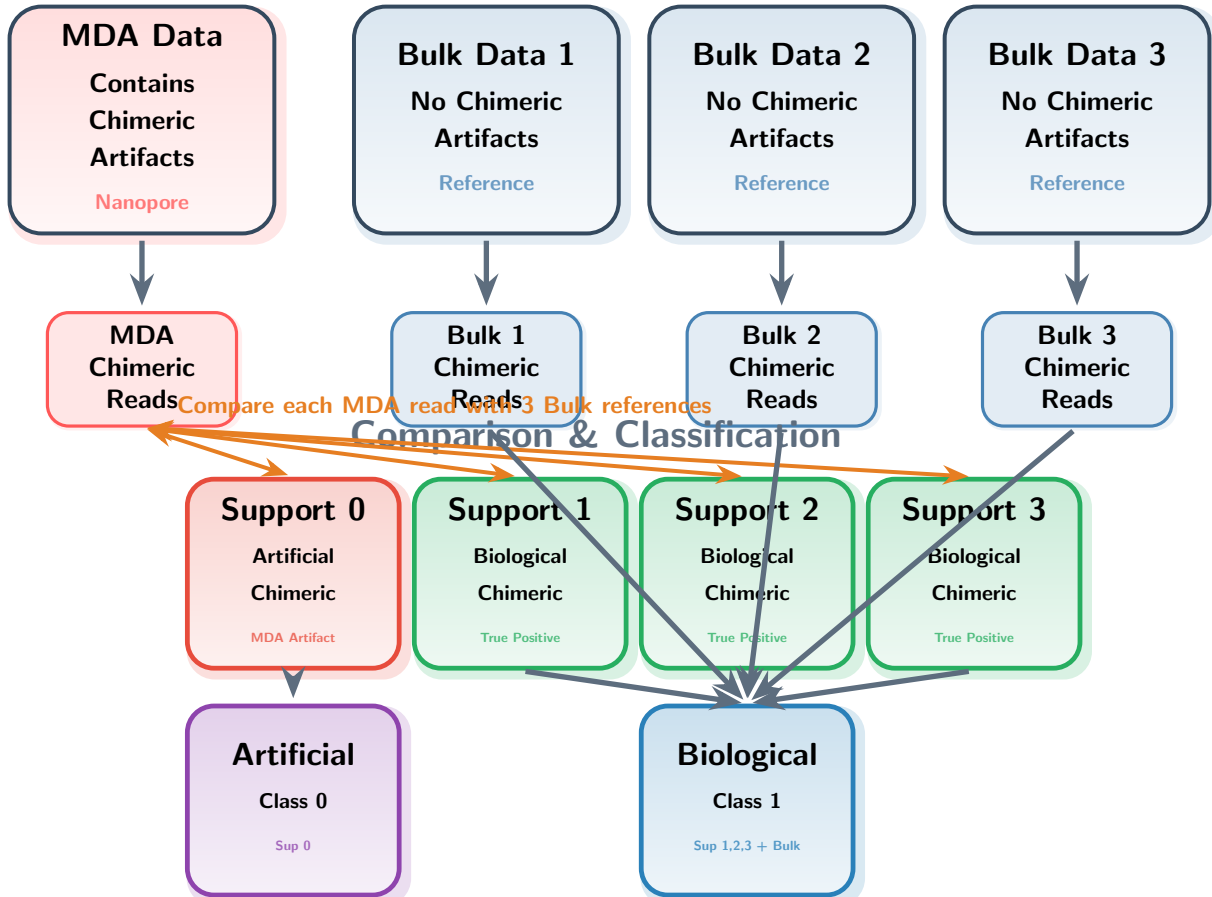 MDA Data
Contains
Chimeric
Artifacts
Nanopore
Bulk Data 1
No Chimeric
Artifacts
Reference
Bulk Data 2
No Chimeric
Artifacts
Reference
Bulk Data 3
No Chimeric
Artifacts
Reference
MDA
Chimeric
Reads
Bulk 1
Chimeric
Reads
Bulk 2
Chimeric
Reads
Bulk 3
Chimeric
Reads
Compare each MDA read with 3 Bulk references
Comparison & Classification
Support 0
Artificial
Chimeric
MDA Artifact
Support 1
Biological
Chimeric
True Positive
Support 2
Biological
Chimeric
True Positive
Support 3
Biological
Chimeric
True Positive
Artificial
Class 0
Sup 0
Biological
Class 1
Sup 1,2,3 + Bulk